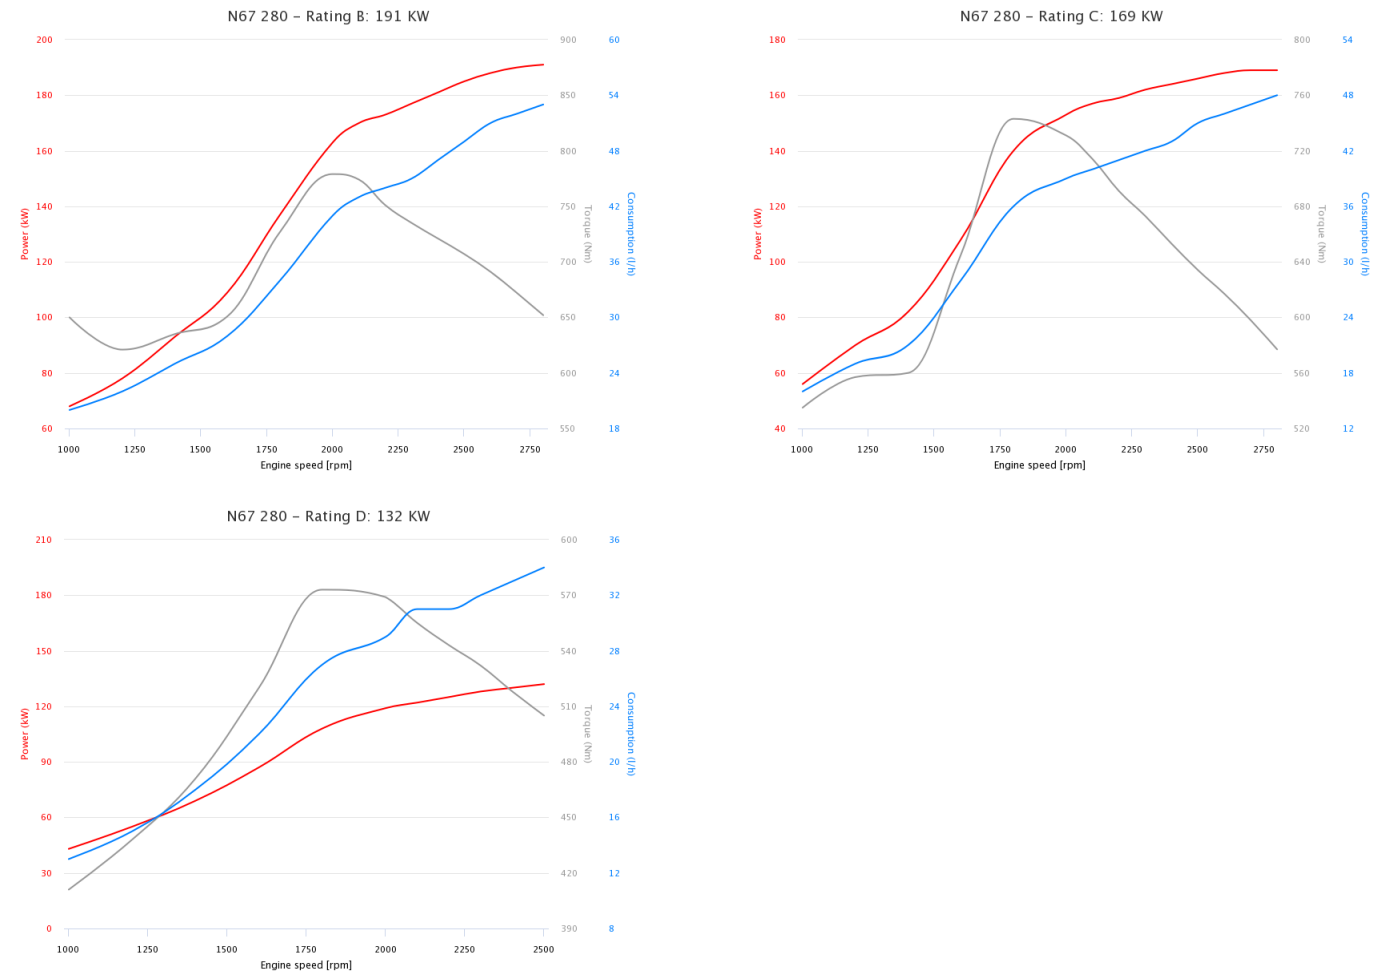 N67 280 – Rating B: 191 KW
200 900 60
180 850 54
160 800 48
140 750 42
120 700 36
100 650 30
80 600 24
60 550 18
Power (kW)
Torque (Nm)
Consumption (l/h)
1000 1250 1500 1750 2000 2250 2500 2750
Engine speed [rpm]
N67 280 – Rating C: 169 KW
180 800 54
160 760 48
140 720 42
120 680 36
100 640 30
80 600 24
60 560 18
40 520 12
Power (kW)
Torque (Nm)
Consumption (l/h)
1000 1250 1500 1750 2000 2250 2500 2750
Engine speed [rpm]
N67 280 – Rating D: 132 KW
210 600 36
180 570 32
150 540 28
120 510 24
90 480 20
60 450 16
30 420 12
0 390 8
Power (kW)
Torque (Nm)
Consumption (l/h)
1000 1250 1500 1750 2000 2250 2500
Engine speed [rpm]